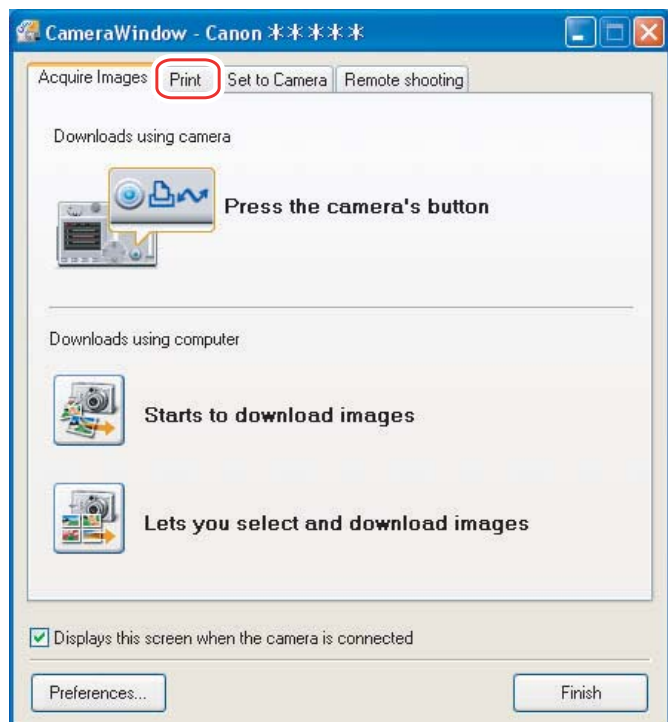 CameraWindow - Canon *****
Acquire Images Print Set to Camera Remote shooting
Downloads using camera
Press the camera's button
Downloads using computer
Starts to download images
Lets you select and download images
Displays this screen when the camera is connected
Preferences... Finish